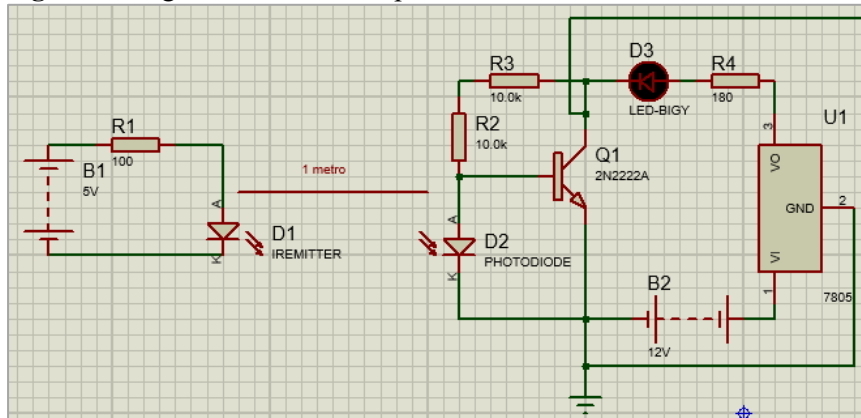 R1
100
B1
5V
A
D1
K
IREMITTER
1 metro
R3
10.0k
R2
10.0k
A
D2
K
PHOTODIODE
Q1
2N2222A
D3
LED-BIGY
R4
180
U1
3
VO
GND
2
VI
1
7805
B2
12V